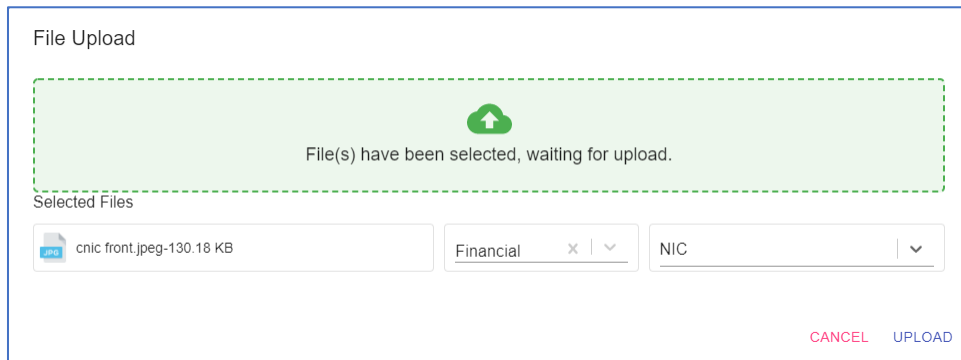 File Upload
File(s) have been selected, waiting for upload.
Selected Files
JPG cnic front.jpeg-130.18 KB Financial NIC
CANCEL UPLOAD